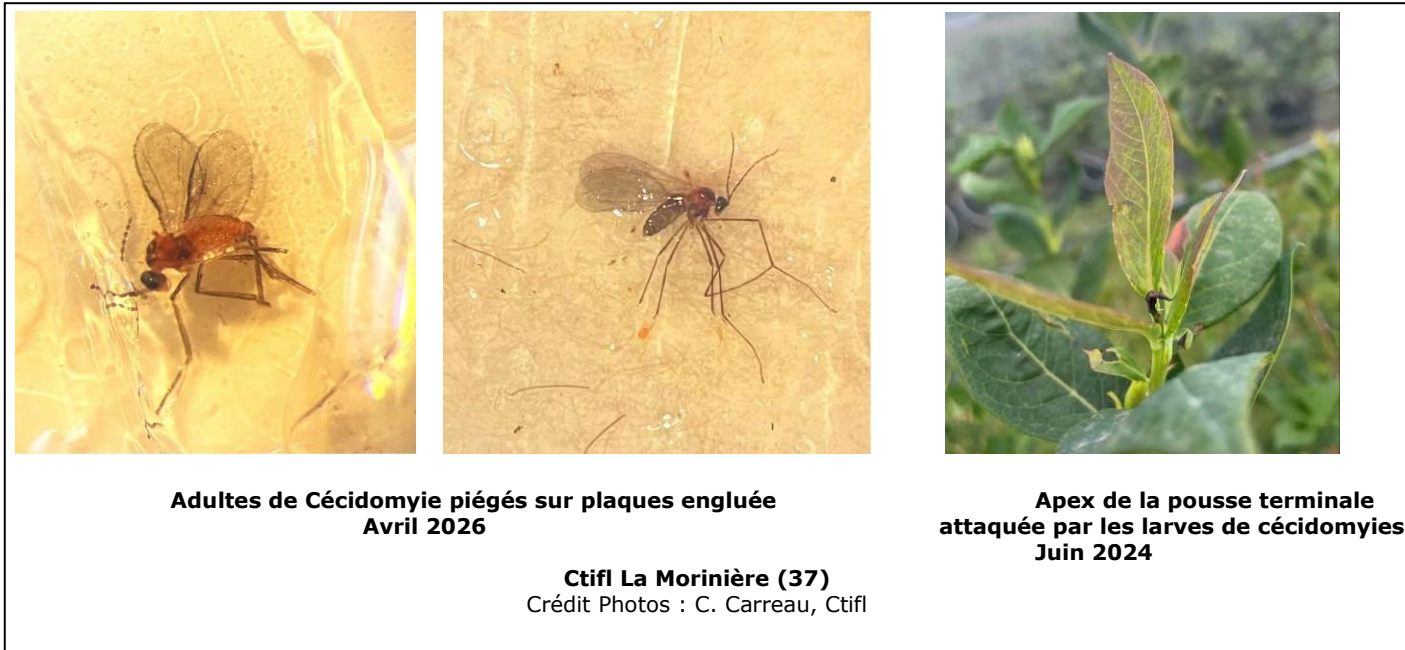 Adultes de Cécidomyie piégés sur plaques engluée
Avril 2026
Apex de la pousse terminale
attaquée par les larves de cécidomyies
Juin 2024
Ctifl La Morinière (37)
Crédit Photos : C. Carreau, Ctifl